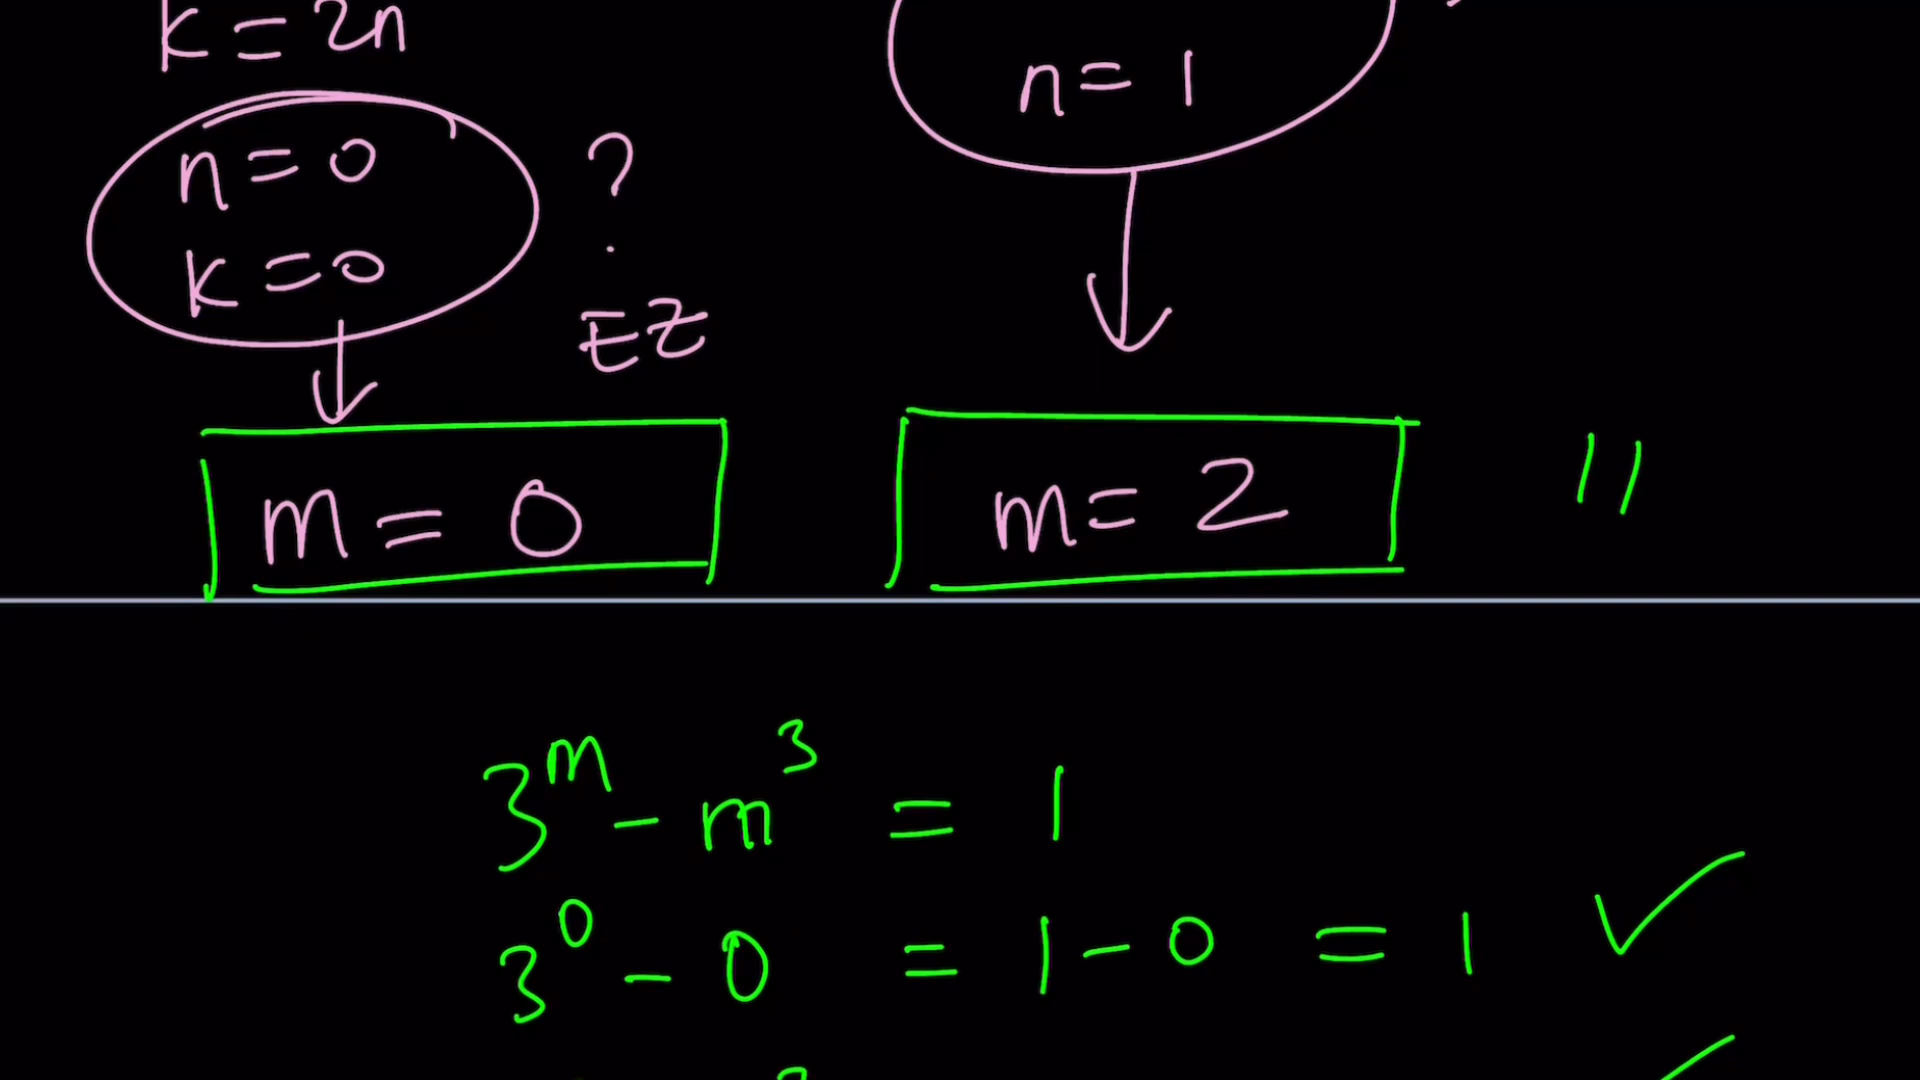 k = 2n
n = 1
n = 0
?
k = 0
EZ
m = 0
m = 2
3^m - m^3 = 1
3^0 - 0 = 1 - 0 = 1 ✓